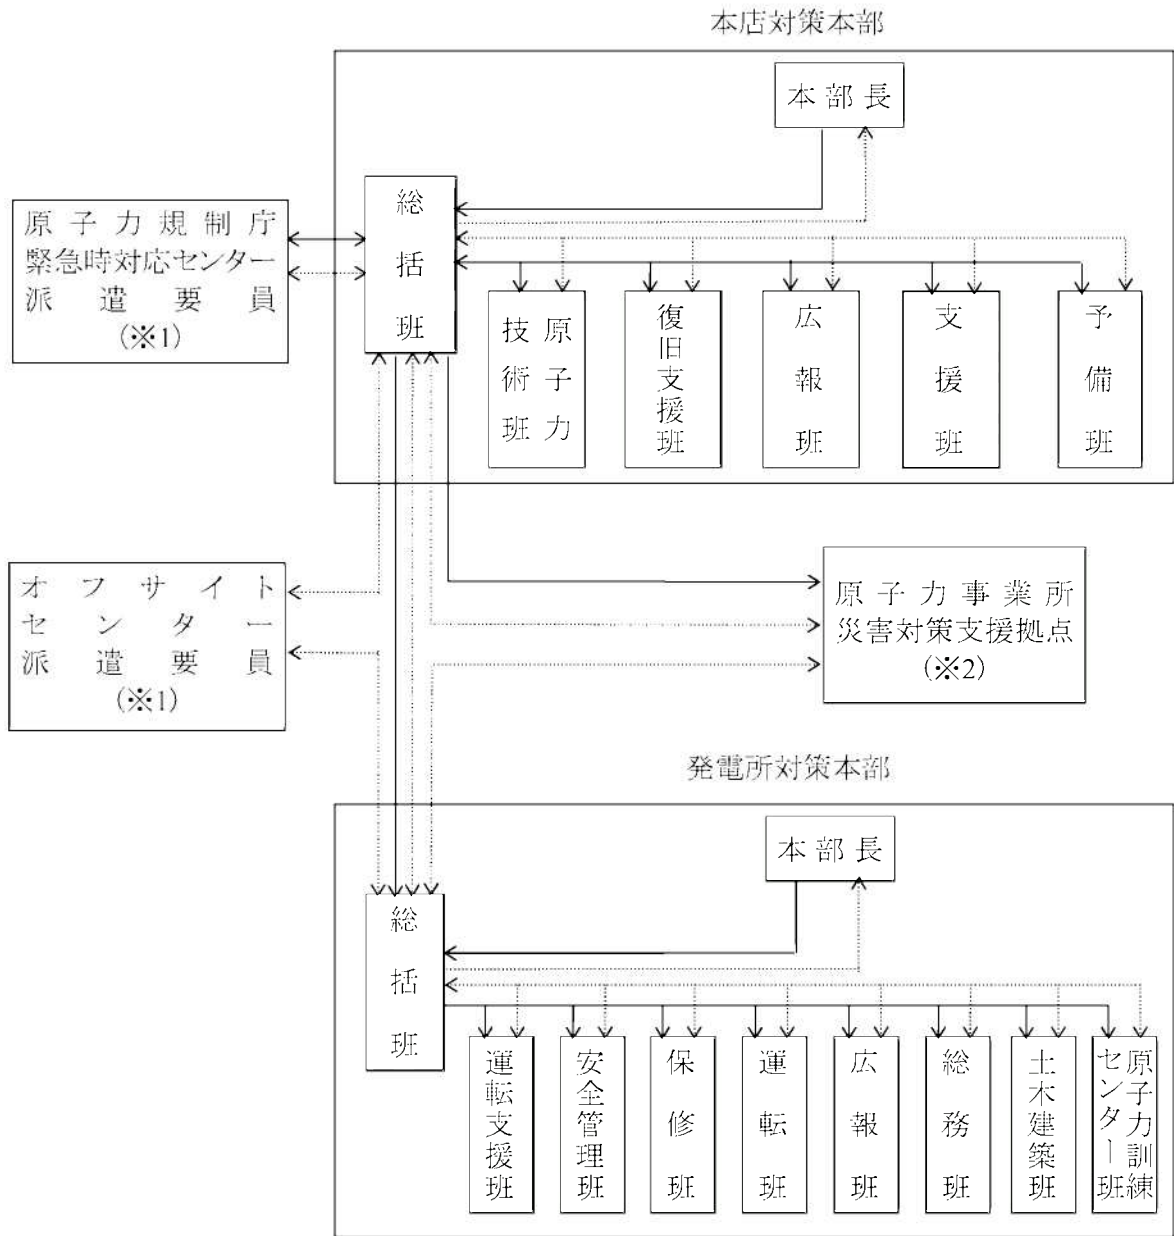 本店対策本部
本部長
総括班
原子力規制庁
緊急時対応センター
派遣要員
(※1)
原子力
技術班
復旧支援班
広報班
支援班
予備班
オフサイト
センター
派遣要員
(※1)
原子力事業所
災害対策支援拠点
(※2)
発電所対策本部
本部長
総括班
運転支援班
安全管理班
保修班
運転班
広報班
総務班
土木建築班
原子力訓練
センター班